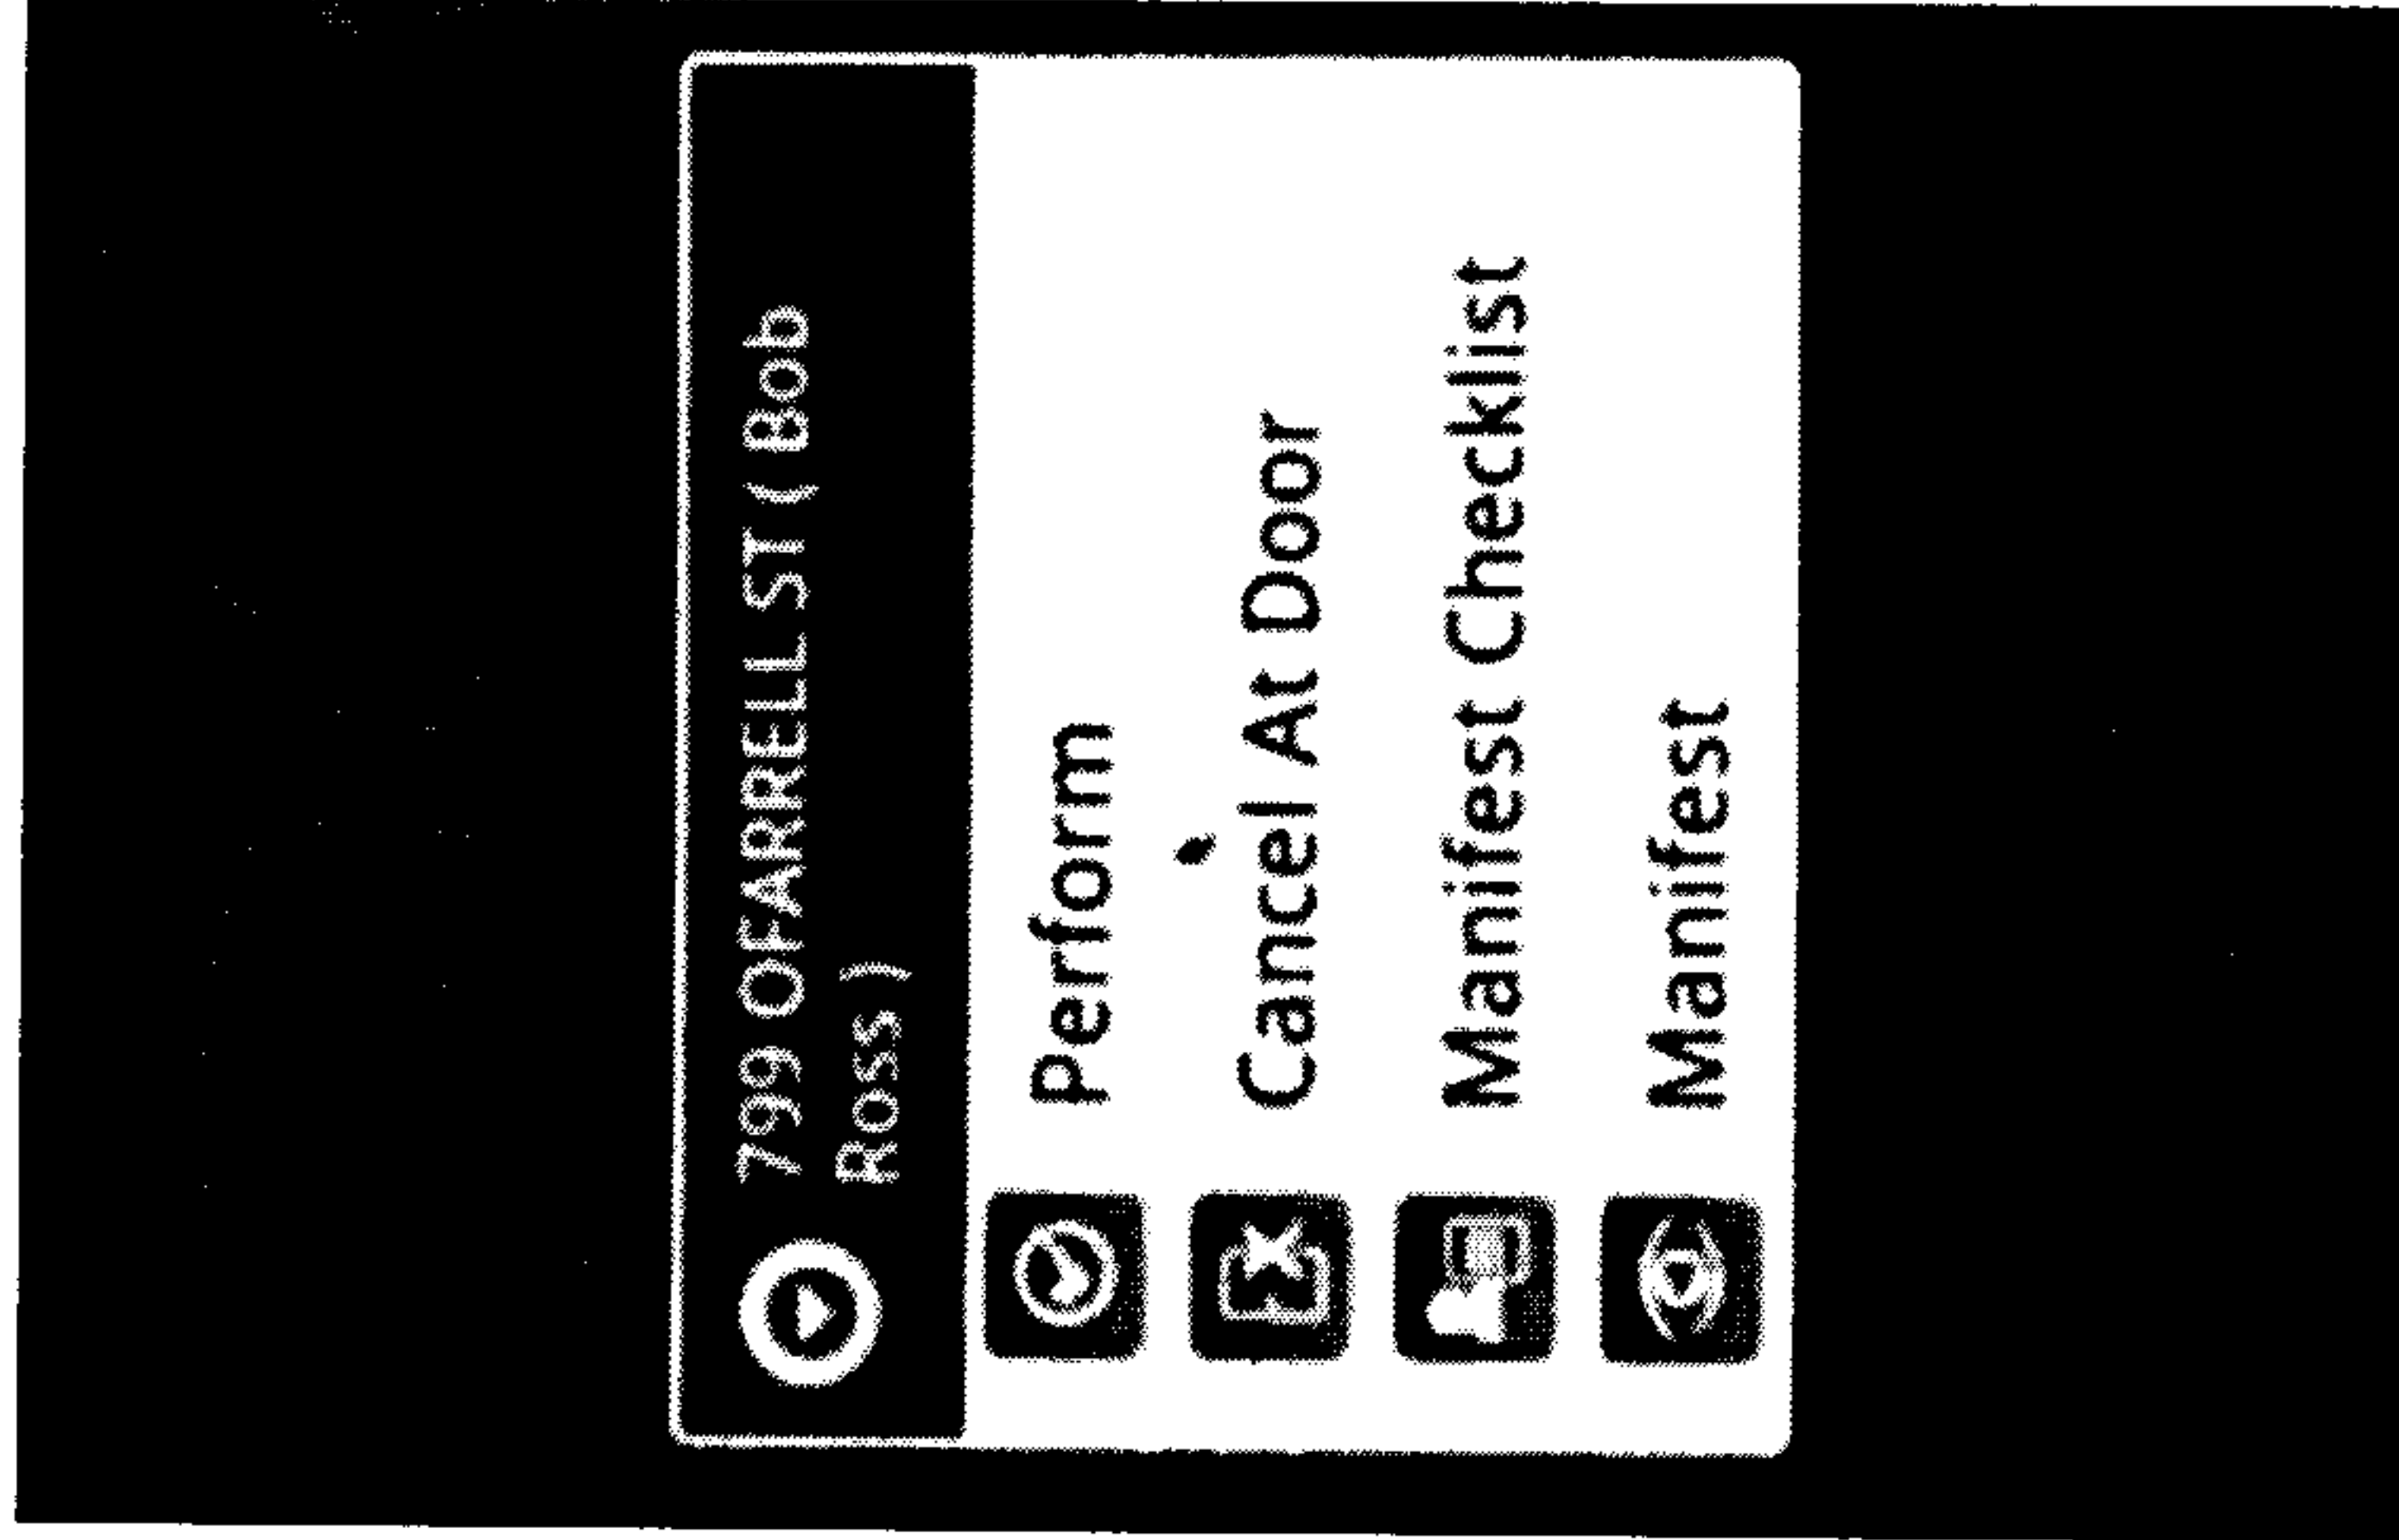 799 OFARRELL ST ( Bob
Ross )
Perform
Cancel At Door
Manifest Checklist
Manifest